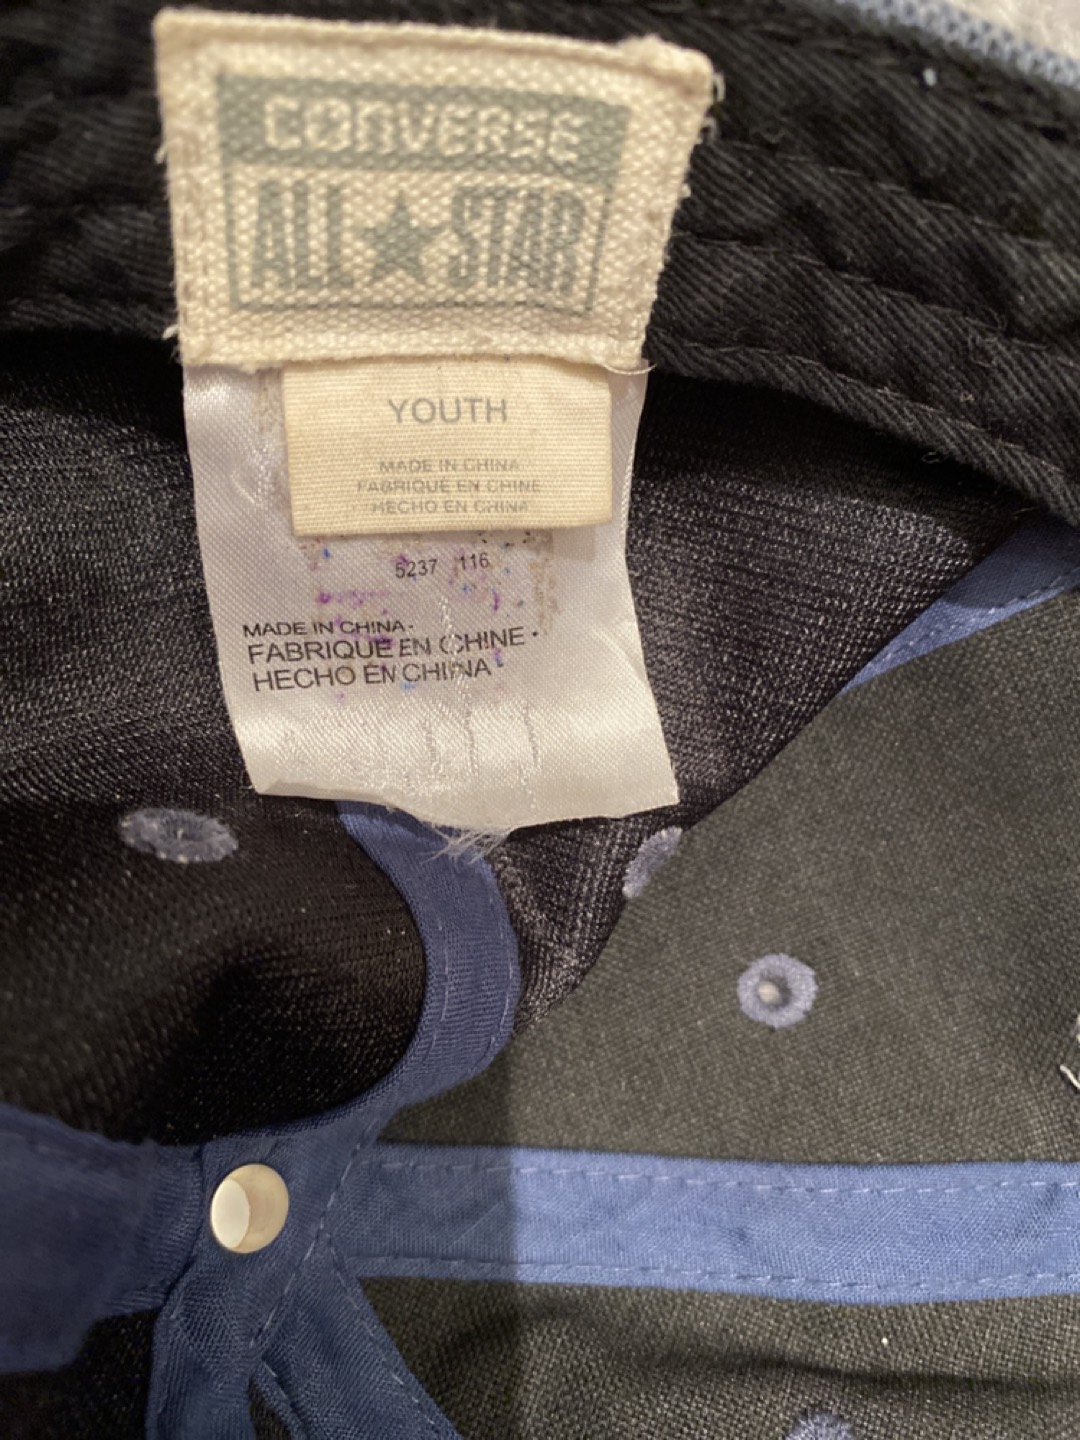 CONVERSE
ALL★STAR
YOUTH
MADE IN CHINA
FABRIQUE EN CHINE
HECHO EN CHINA
5237 116
MADE IN CHINA •
FABRIQUE EN CHINE •
HECHO EN CHINA